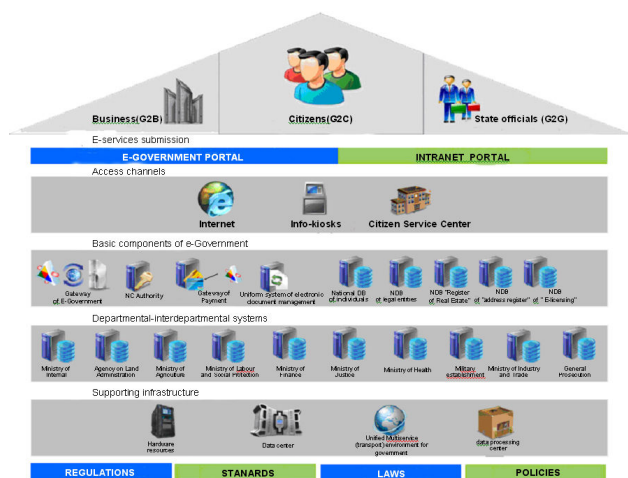 Business(G2B)
Citizens(G2C)
State officials (G2G)
E-services submission
E-GOVERNMENT PORTAL
INTRANET PORTAL
Access channels
Internet
Info-kiosks
Citizen Service Center
Basic components of e-Government
Gateway
of E-Government
NC Authority
Gateway of
Payment
Uniform system of electronic
document management
National DB
of individuals
NDB
of legal entities
NDB "Register
of Real Estate"
NDB
of "address register"
NDB
of " E-licensing"
Departmental-interdepartmental systems
Ministry of
Internal
Agency on Land
Administration
Ministry of
Agriculture
Ministry of Labour
and Social Protection
Ministry of
Finance
Ministry of
Justice
Ministry of Health
Military
establishment
Ministry of Industry
and Trade
General
Prosecution
Supporting infrastructure
Hardware
resources
Data center
Unified Multiservice
(transport) environment for
government
data processing
center
REGULATIONS
STANARDS
LAWS
POLICIES